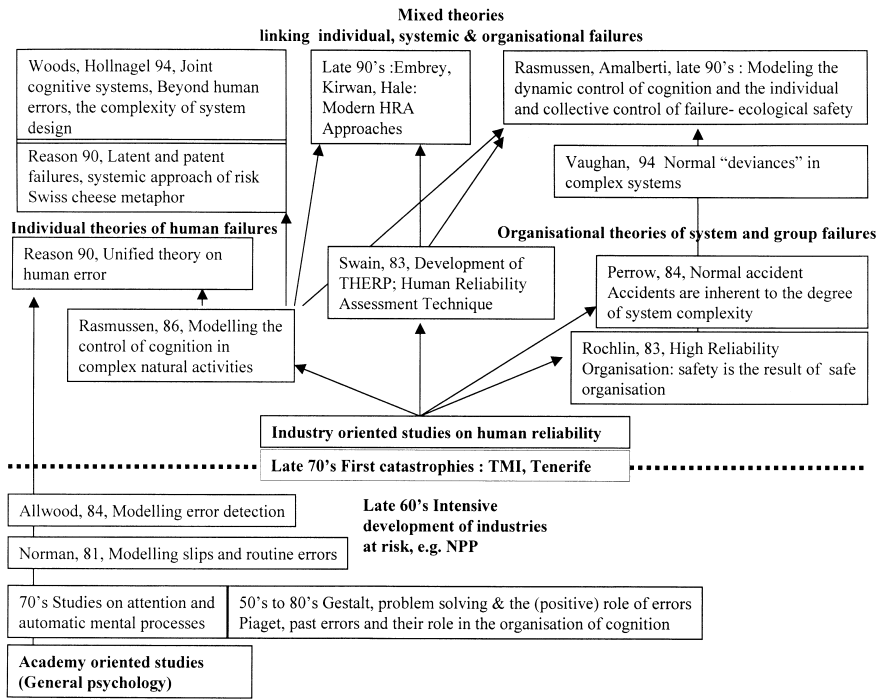 Mixed theories
linking individual, systemic & organisational failures
Woods, Hollnagel 94, Joint
cognitive systems, Beyond human
errors, the complexity of system
design
Late 90's :Embrey,
Kirwan, Hale:
Modern HRA
Approaches
Rasmussen, Amalberti, late 90's : Modeling the
dynamic control of cognition and the individual
and collective control of failure- ecological safety
Reason 90, Latent and patent
failures, systemic approach of risk
Swiss cheese metaphor
Vaughan, 94 Normal “deviances” in
complex systems
Individual theories of human failures
Organisational theories of system and group failures
Reason 90, Unified theory on
human error
Swain, 83, Development of
THERP; Human Reliability
Assessment Technique
Perrow, 84, Normal accident
Accidents are inherent to the degree
of system complexity
Rasmussen, 86, Modelling the
control of cognition in
complex natural activities
Rochlin, 83, High Reliability
Organisation: safety is the result of safe
organisation
Industry oriented studies on human reliability
Late 70's First catastrophies : TMI, Tenerife
Allwood, 84, Modelling error detection
Late 60's Intensive
development of industries
at risk, e.g. NPP
Norman, 81, Modelling slips and routine errors
70's Studies on attention and
automatic mental processes
50's to 80's Gestalt, problem solving & the (positive) role of errors
Piaget, past errors and their role in the organisation of cognition
Academy oriented studies
(General psychology)